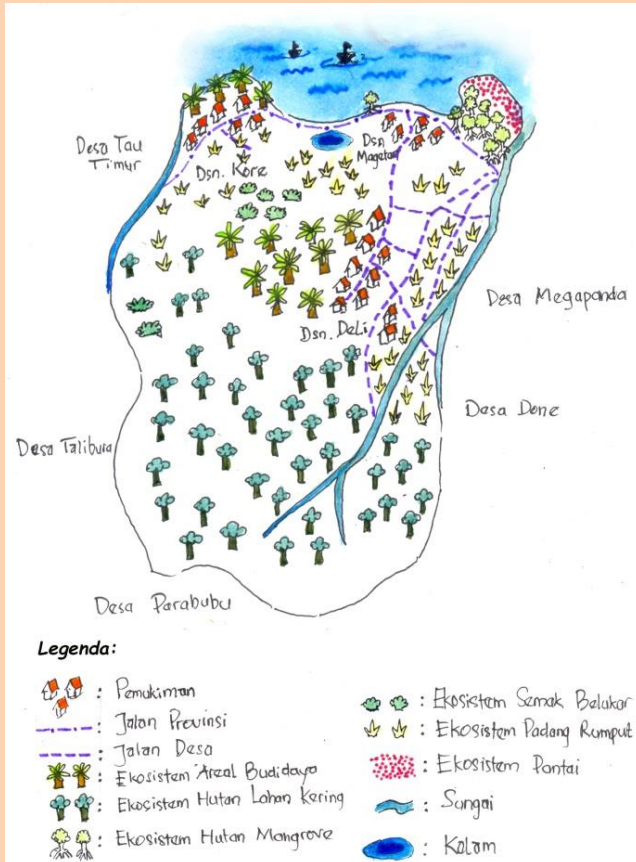 Desa Tau
Timur
Dsn. Kore
Dsn
Magetan
Desa Megapanda
Dsn. Deli
Desa Done
Desa Talibura
Desa Parabubu
Legenda:
: Pemukiman
: Jalan Provinsi
: Jalan Desa
: Ekosistem Areal Budidaya
: Ekosistem Hutan Lahan Kering
: Ekosistem Hutan Mangrove
: Ekosistem Semak Belukar
: Ekosistem Padang Rumput
: Ekosistem Pantai
: Sungai
: Kolam